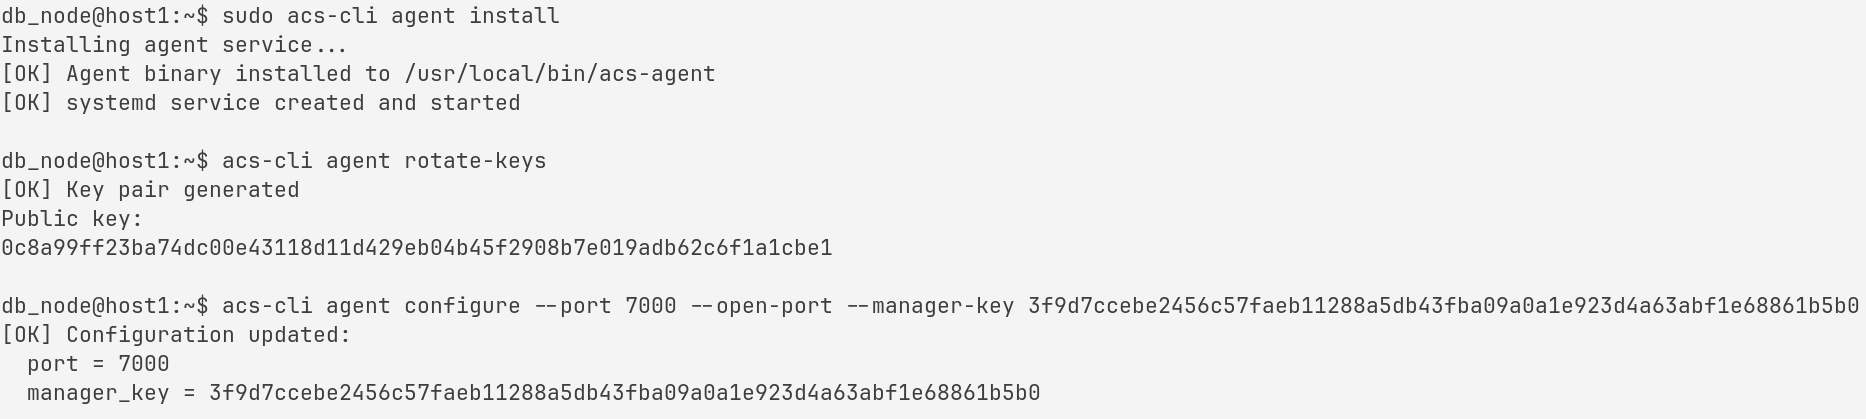 db_node@host1:~$ sudo acs-cli agent install
Installing agent service...
[OK] Agent binary installed to /usr/local/bin/acs-agent
[OK] systemd service created and started
db_node@host1:~$ acs-cli agent rotate-keys
[OK] Key pair generated
Public key:
0c8a99ff23ba74dc00e43118d11d429eb04b45f2908b7e019adb62c6f1a1cbe1
db_node@host1:~$ acs-cli agent configure --port 7000 --open-port --manager-key 3f9d7ccebe2456c57faeb11288a5db43fba09a0a1e923d4a63abf1e68861b5b0
[OK] Configuration updated:
  port = 7000
  manager_key = 3f9d7ccebe2456c57faeb11288a5db43fba09a0a1e923d4a63abf1e68861b5b0